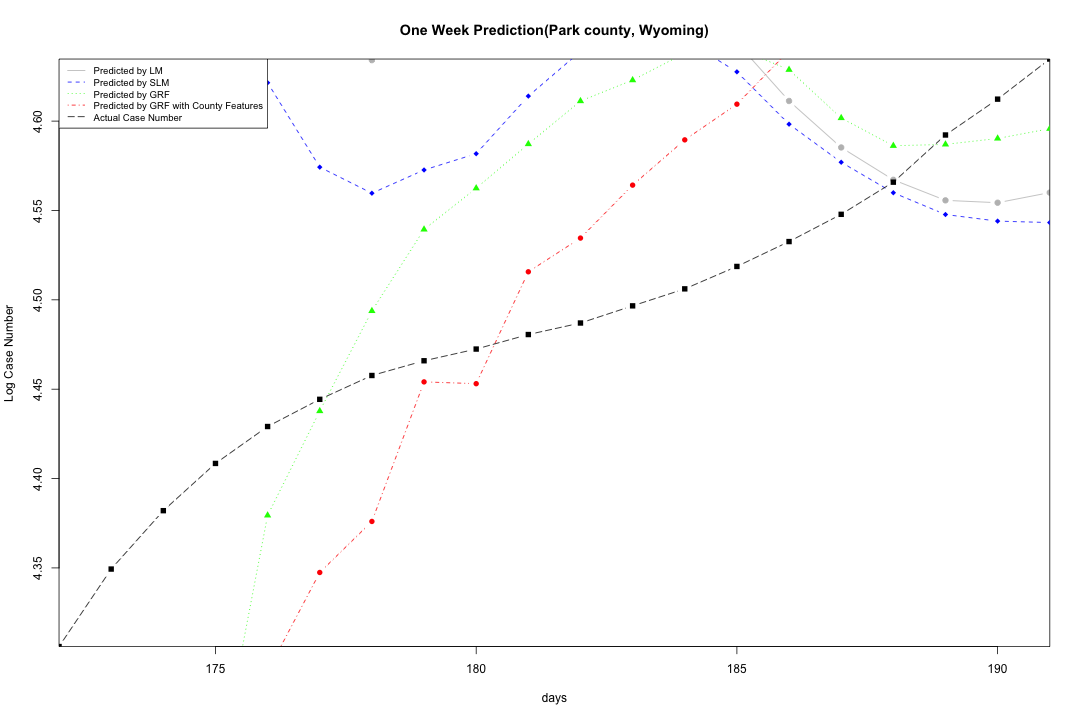 One Week Prediction(Park county, Wyoming)
Predicted by LM
Predicted by SLM
Predicted by GRF
Predicted by GRF with County Features
Actual Case Number
4.60
4.55
4.50
4.45
4.40
4.35
Log Case Number
175
180
185
190
days